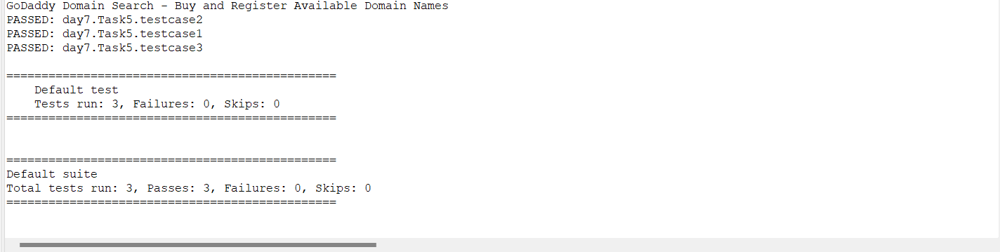 GoDaddy Domain Search - Buy and Register Available Domain Names
PASSED: day7.Task5.testcase2
PASSED: day7.Task5.testcase1
PASSED: day7.Task5.testcase3
===============================================
Default test
Tests run: 3, Failures: 0, Skips: 0
===============================================
===============================================
Default suite
Total tests run: 3, Passes: 3, Failures: 0, Skips: 0
===============================================